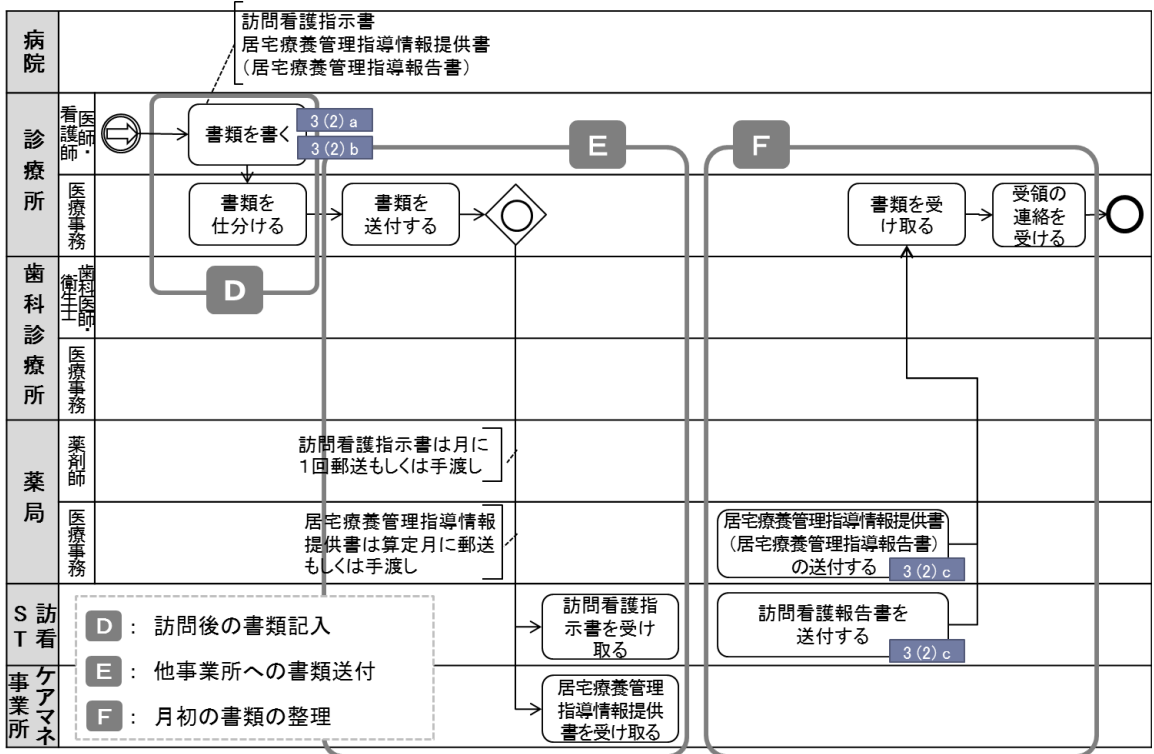 訪問看護指示書
居宅療養管理指導情報提供書
(居宅療養管理指導報告書)
病院
診療所
医師・
看護師
書類を書く
3(2)a
3(2)b
E
F
医療事務
書類を
仕分ける
書類を
送付する
書類を受
け取る
受領の
連絡を
受ける
D
歯科診療所
歯科医師・
衛生士
医療事務
薬局
薬剤師
訪問看護指示書は月に
1回郵送もしくは手渡し
医療事務
居宅療養管理指導情報
提供書は算定月に郵送
もしくは手渡し
居宅療養管理指導情報提供書
(居宅療養管理指導報告書)
の送付する
3(2)c
訪看
ST
訪問看護指
示書を受け
取る
訪問看護報告書を
送付する
3(2)c
ケアマネ
事業所
居宅療養管理
指導情報提供
書を受け取る
D : 訪問後の書類記入
E : 他事業所への書類送付
F : 月初の書類の整理